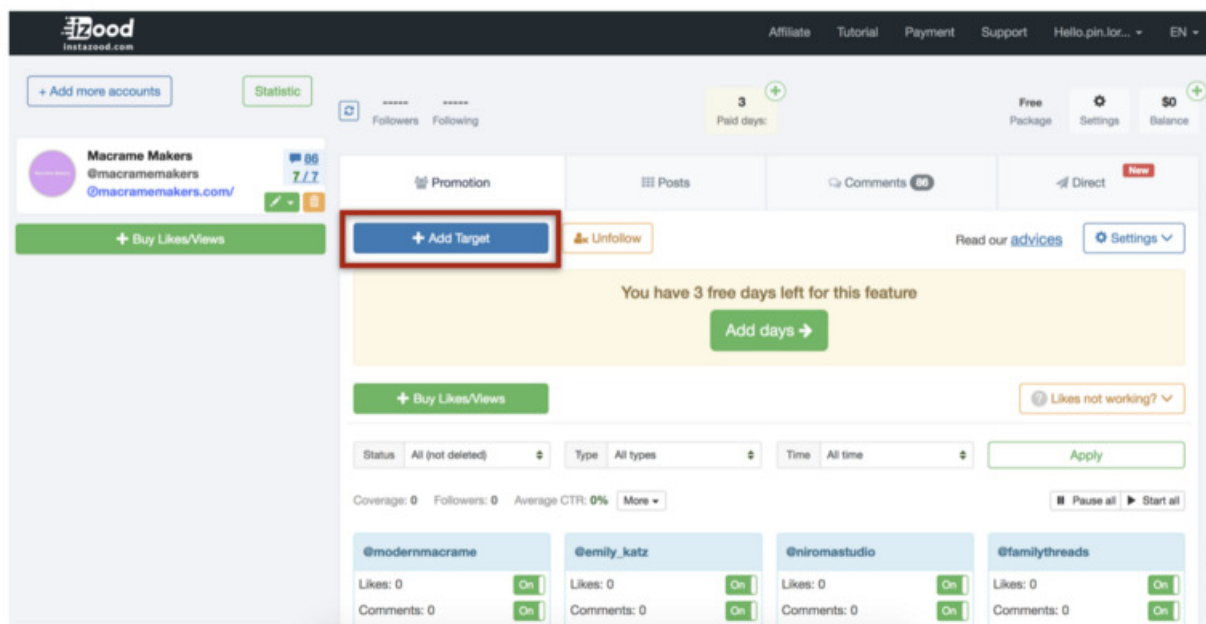 izood
instazood.com
Affiliate Tutorial Payment Support Hello.pin.lor... EN
+ Add more accounts Statistic
----- ----- 3 Free $0
Followers Following Paid days: Package Settings Balance
Macrame Makers 86
@macramemakers 7/7
@macramemakers.com/
+ Buy Likes/Views
Promotion Posts Comments 86 Direct New
+ Add Target Unfollow Read our advices Settings
You have 3 free days left for this feature
Add days →
+ Buy Likes/Views ? Likes not working?
Status All (not deleted) Type All types Time All time Apply
Coverage: 0 Followers: 0 Average CTR: 0% More Pause all Start all
@modernmacrame @emily_katz @niromastudio @familythreads
Likes: 0 On Likes: 0 On Likes: 0 On Likes: 0 On
Comments: 0 On Comments: 0 On Comments: 0 On Comments: 0 On